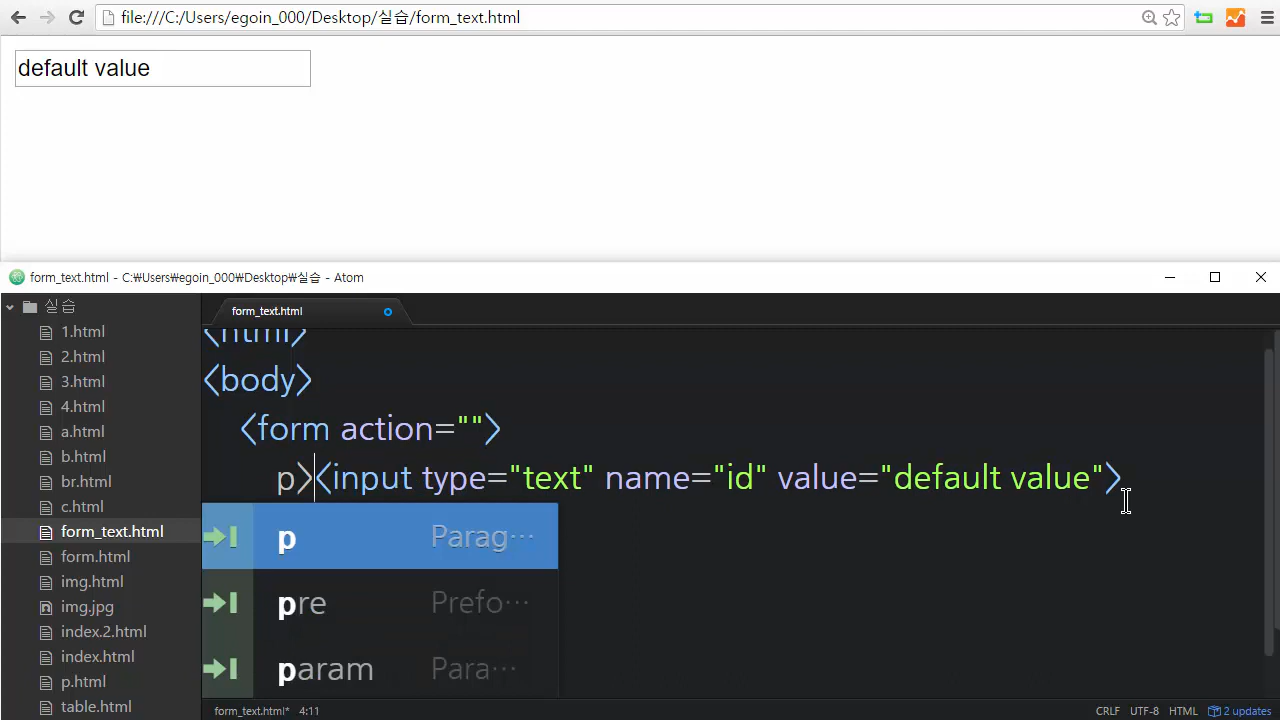 file:///C:/Users/egoin_000/Desktop/실습/form_text.html
default value
form_text.html - C:₩Users₩egoin_000₩Desktop₩실습 - Atom
실습
1.html
2.html
3.html
4.html
a.html
b.html
br.html
c.html
form_text.html
form.html
img.html
img.jpg
index.2.html
index.html
p.html
table.html
form_text.html
<html>
<body>
<form action="">
p><input type="text" name="id" value="default value">
p Parag…
pre Prefo…
param Para…
form_text.html* 4:11
CRLF UTF-8 HTML 2 updates